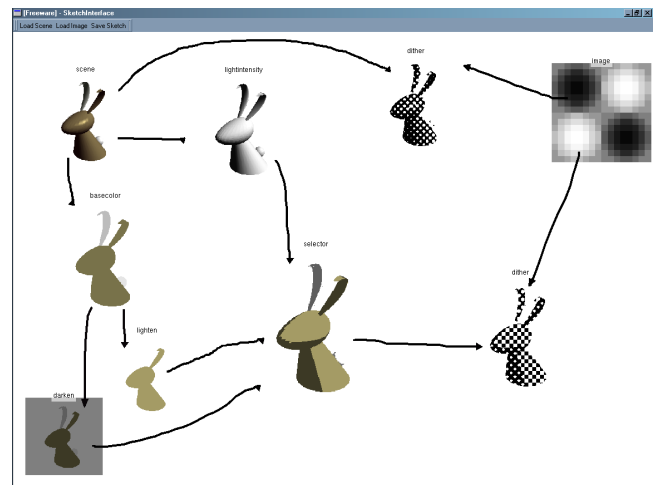 [Freeware] - SketchInterface
Load Scene Load Image Save Sketch
dither
image
scene
lightintensity
basecolor
selector
dither
lighten
darken